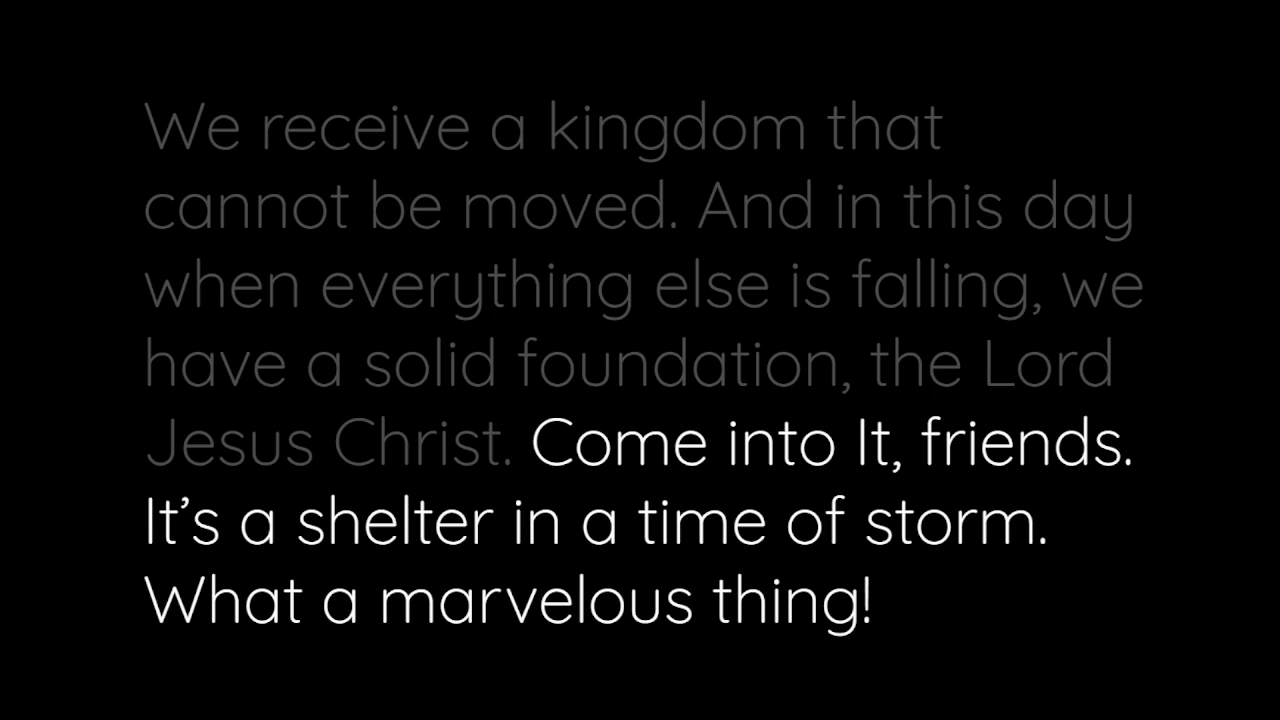 We receive a kingdom that
cannot be moved. And in this day
when everything else is falling, we
have a solid foundation, the Lord
Jesus Christ. Come into It, friends.
It’s a shelter in a time of storm.
What a marvelous thing!